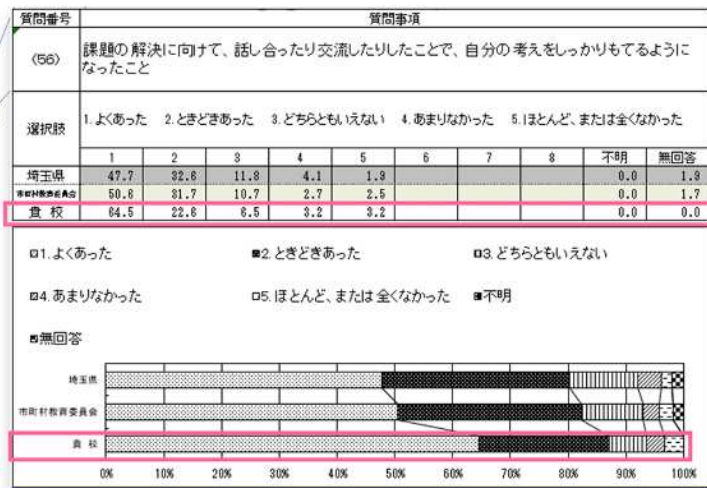 質問番号 質問事項
(56) 課題の解決に向けて、話し合ったり交流したりしたことで、自分の考えをしっかりもてるように
なったこと
選択肢 1.よくあった 2.ときどきあった 3.どちらともいえない 4.あまりなかった 5.ほとんど、または全くなかった
1 2 3 4 5 6 7 8 不明 無回答
埼玉県 47.7 32.6 11.8 4.1 1.9 0.0 1.9
市町村教育委員会 50.6 31.7 10.7 2.7 2.5 0.0 1.7
貴校 64.5 22.6 6.5 3.2 3.2 0.0 0.0
1.よくあった 2.ときどきあった 3.どちらともいえない
4.あまりなかった 5.ほとんど、または全くなかった 不明
無回答
埼玉県
市町村教育委員会
貴校
0% 10% 20% 30% 40% 50% 60% 70% 80% 90% 100%